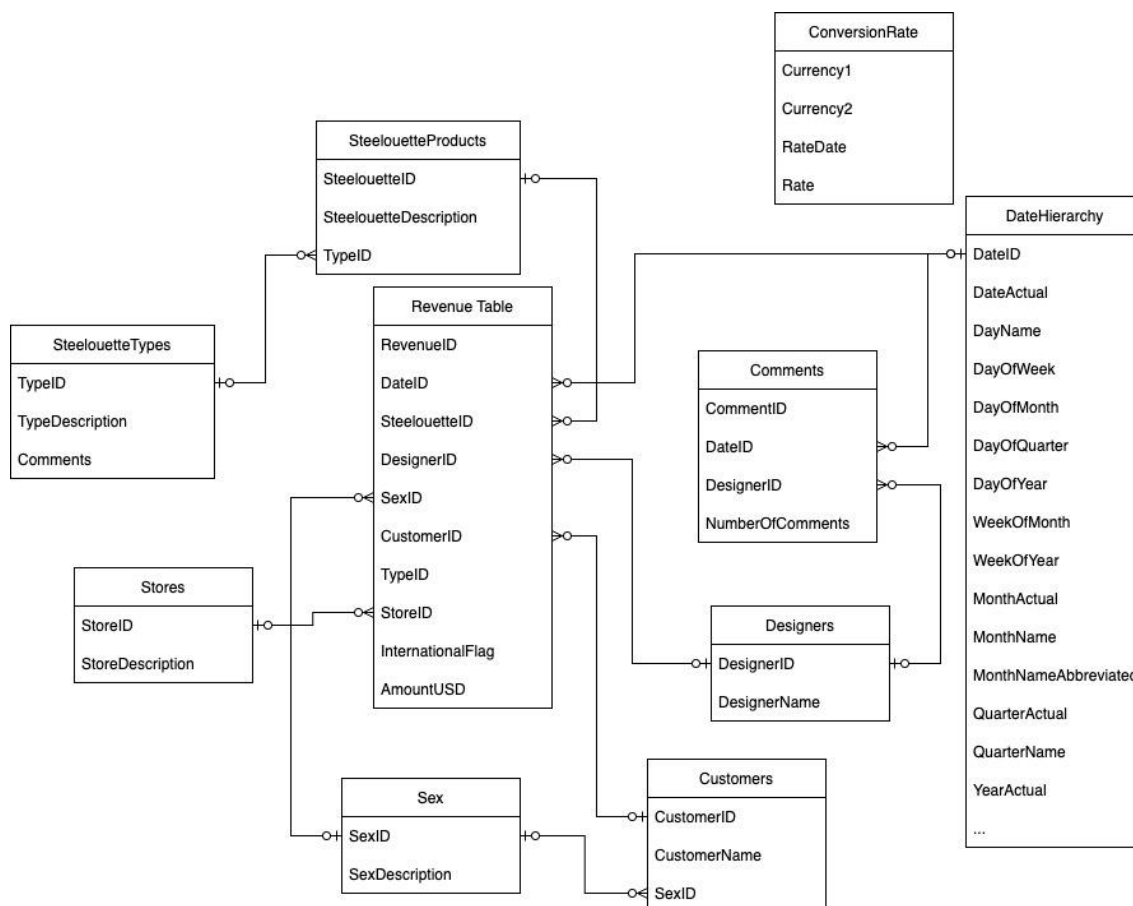 ConversionRate
Currency1
Currency2
RateDate
Rate
SteelouetteProducts
SteelouetteID
SteelouetteDescription
TypeID
DateHierarchy
DateID
DateActual
DayName
DayOfWeek
DayOfMonth
DayOfQuarter
DayOfYear
WeekOfMonth
WeekOfYear
MonthActual
MonthName
MonthNameAbbreviated
QuarterActual
QuarterName
YearActual
...
Revenue Table
RevenueID
DateID
SteelouetteID
DesignerID
SexID
CustomerID
TypeID
StoreID
InternationalFlag
AmountUSD
SteelouetteTypes
TypeID
TypeDescription
Comments
Comments
CommentID
DateID
DesignerID
NumberOfComments
Stores
StoreID
StoreDescription
Designers
DesignerID
DesignerName
Sex
SexID
SexDescription
Customers
CustomerID
CustomerName
SexID